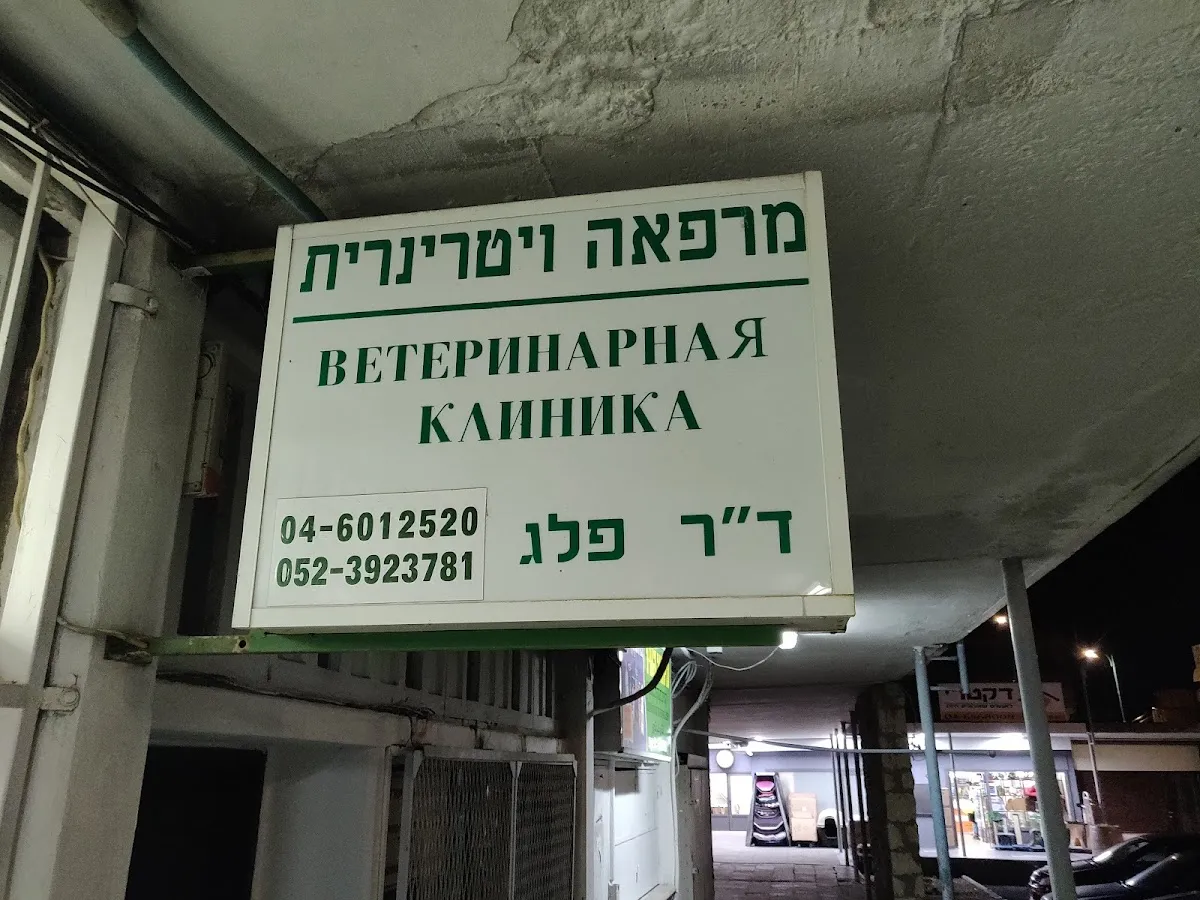 מרפאה ויטרינרית
ВЕТЕРИНАРНАЯ
КЛИНИКА
ד״ר פלג
04-6012520
052-3923781